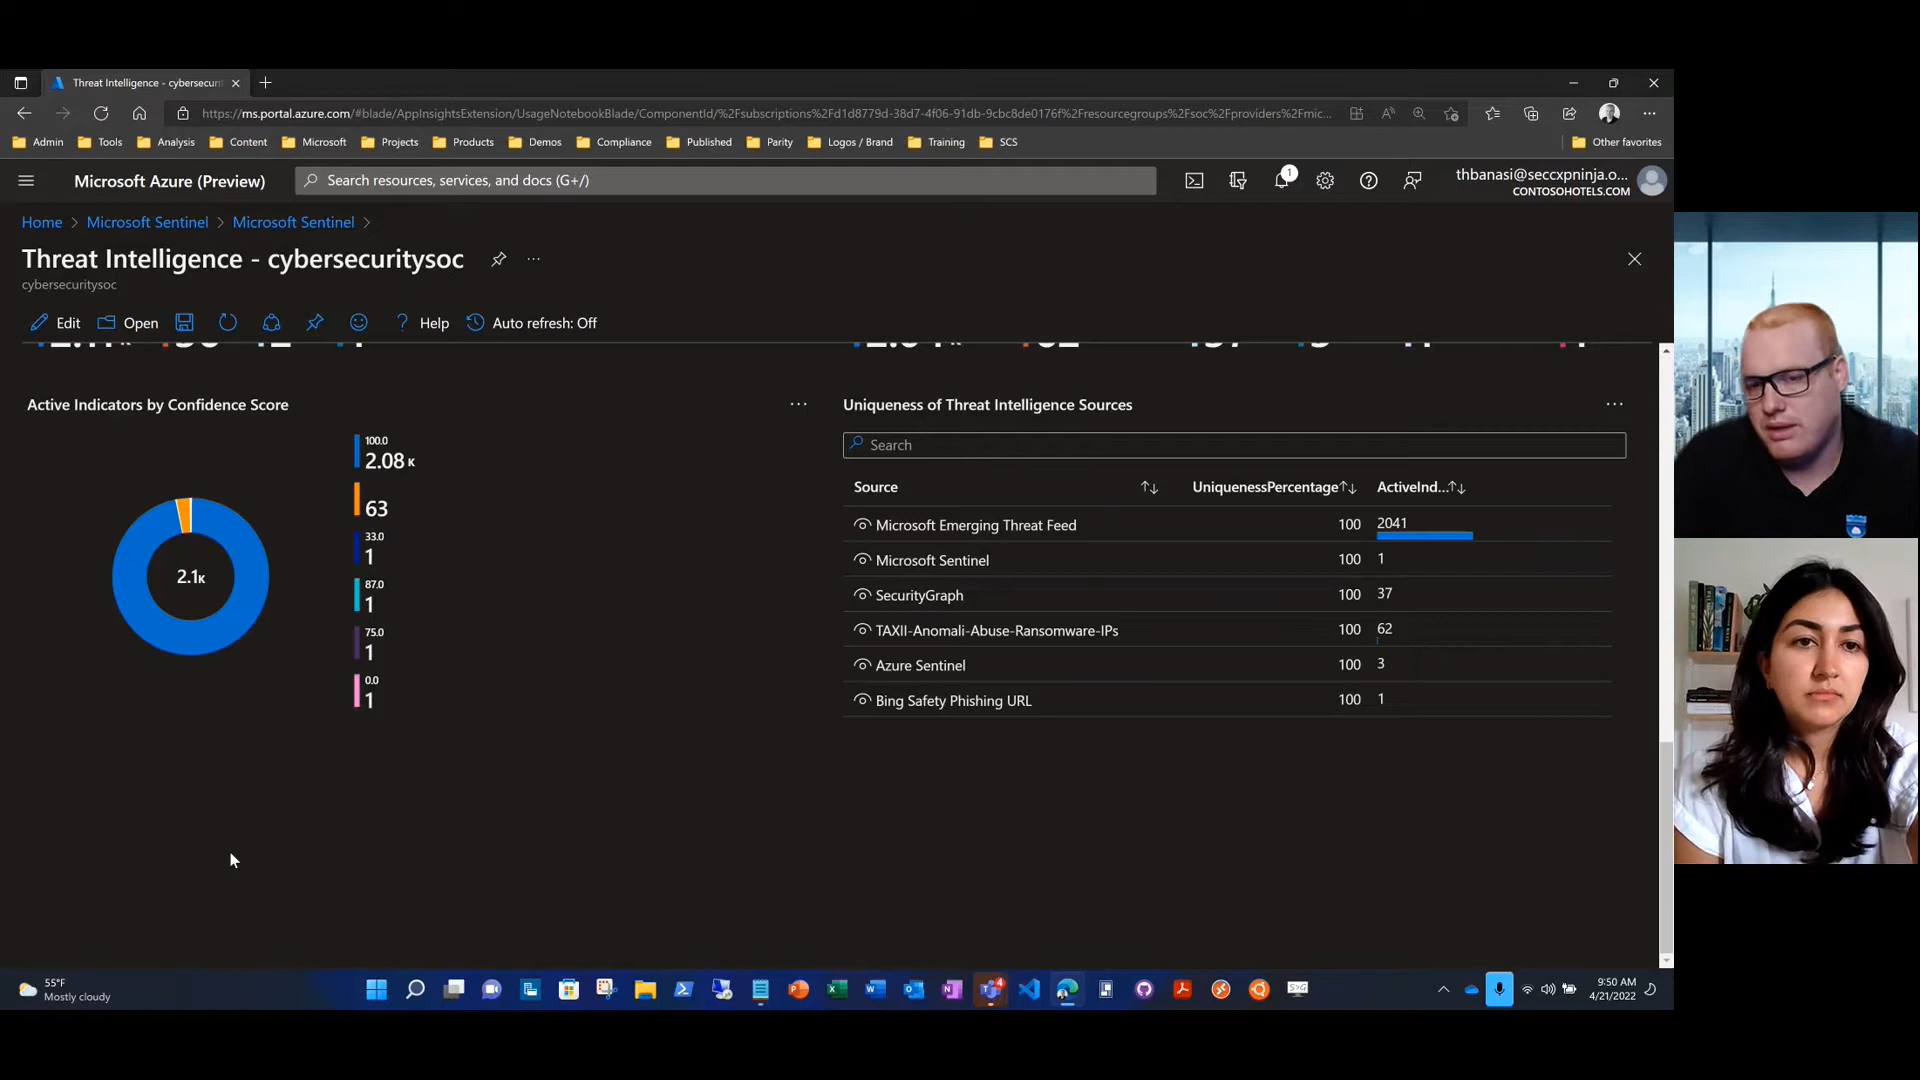 Threat Intelligence - cybersecuri
https://ms.portal.azure.com/#blade/AppInsightsExtension/UsageNotebookBlade/ComponentId/%2Fsubscriptions%2Fd1d8779d-38d7-4f06-91db-9cbc8de0176f%2Fresourcegroups%2Fsoc%2Fproviders%2Fmic...
Admin Tools Analysis Content Microsoft Projects Products Demos Compliance Published Parity Logos / Brand Training SCS Other favorites
Microsoft Azure (Preview)
Search resources, services, and docs (G+/)
1
thbanasi@seccxpninja.o...
CONTOSOHOTELS.COM
Home > Microsoft Sentinel > Microsoft Sentinel >
Threat Intelligence - cybersecuritysoc
...
cybersecuritysoc
Edit Open Help Auto refresh: Off
Active Indicators by Confidence Score
...
100.0
2.08 K
63
33.0
1
87.0
1
75.0
1
0.0
1
2.1K
Uniqueness of Threat Intelligence Sources
...
Search
Source UniquenessPercentage ActiveInd...
Microsoft Emerging Threat Feed 100 2041
Microsoft Sentinel 100 1
SecurityGraph 100 37
TAXII-Anomali-Abuse-Ransomware-IPs 100 62
Azure Sentinel 100 3
Bing Safety Phishing URL 100 1
55°F
Mostly cloudy
4
9:50 AM
4/21/2022